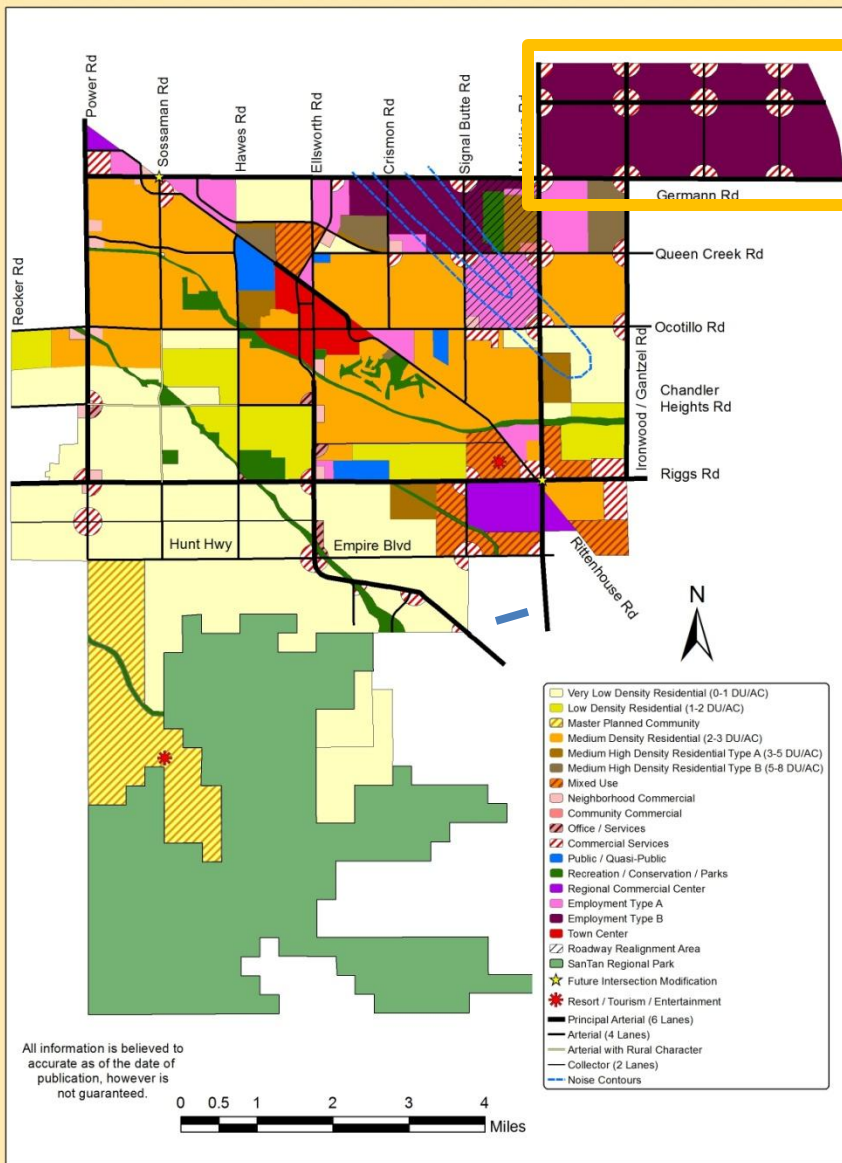 Power Rd
Sossaman Rd
Hawes Rd
Ellsworth Rd
Crismon Rd
Signal Butte Rd
Germann Rd
Queen Creek Rd
Recker Rd
Ocotillo Rd
Ironwood / Gantzel Rd
Chandler
Heights Rd
Riggs Rd
Hunt Hwy
Empire Blvd
Rittenhouse Rd
N
Very Low Density Residential (0-1 DU/AC)
Low Density Residential (1-2 DU/AC)
Master Planned Community
Medium Density Residential (2-3 DU/AC)
Medium High Density Residential Type A (3-5 DU/AC)
Medium High Density Residential Type B (5-8 DU/AC)
Mixed Use
Neighborhood Commercial
Community Commercial
Office / Services
Commercial Services
Public / Quasi-Public
Recreation / Conservation / Parks
Regional Commercial Center
Employment Type A
Employment Type B
Town Center
Roadway Realignment Area
SanTan Regional Park
Future Intersection Modification
Resort / Tourism / Entertainment
Principal Arterial (6 Lanes)
Arterial (4 Lanes)
Arterial with Rural Character
Collector (2 Lanes)
Noise Contours
All information is believed to
accurate as of the date of
publication, however is
not guaranteed.
0 0.5 1 2 3 4
Miles